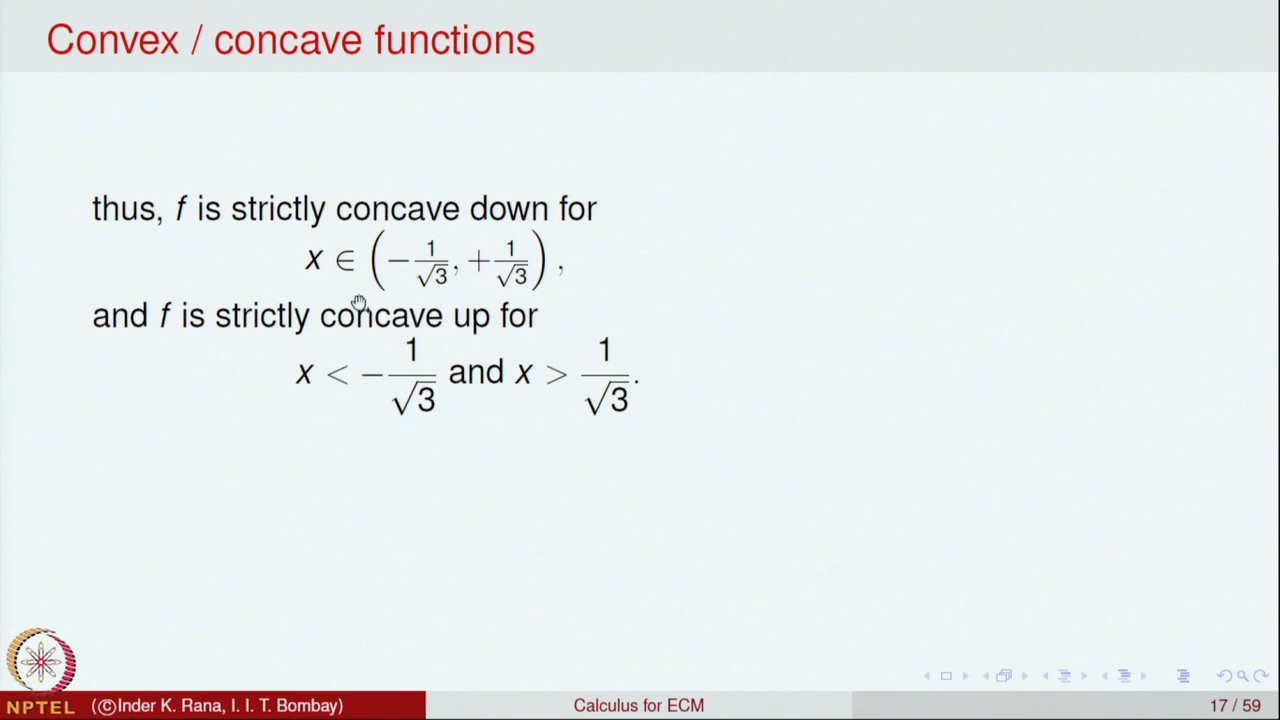 Convex / concave functions
thus, f is strictly concave down for
x ∈ (−1/√3, +1/√3),
and f is strictly concave up for
x < −1/√3 and x > 1/√3.
NPTEL
(©Inder K. Rana, I. I. T. Bombay)
Calculus for ECM
17 / 59